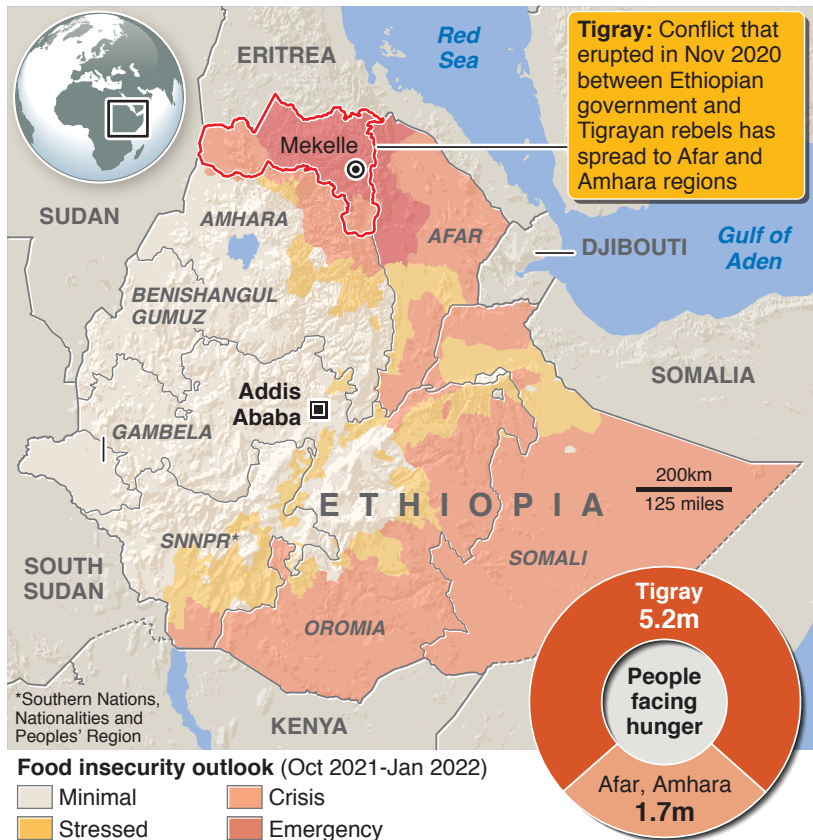 Tigray: Conflict that
erupted in Nov 2020
between Ethiopian
government and
Tigrayan rebels has
spread to Afar and
Amhara regions
Red
Sea
ERITREA
Mekelle
SUDAN
AMHARA
AFAR
DJIBOUTI
Gulf of
Aden
BENISHANGUL
GUMUZ
SOMALIA
Addis
Ababa
GAMBELA
200km
125 miles
ETHIOPIA
SNNPR*
SOMALI
SOUTH
SUDAN
OROMIA
Tigray
5.2m
People
facing
hunger
Afar, Amhara
1.7m
*Southern Nations,
Nationalities and
Peoples' Region
KENYA
Food insecurity outlook (Oct 2021-Jan 2022)
Minimal
Crisis
Stressed
Emergency